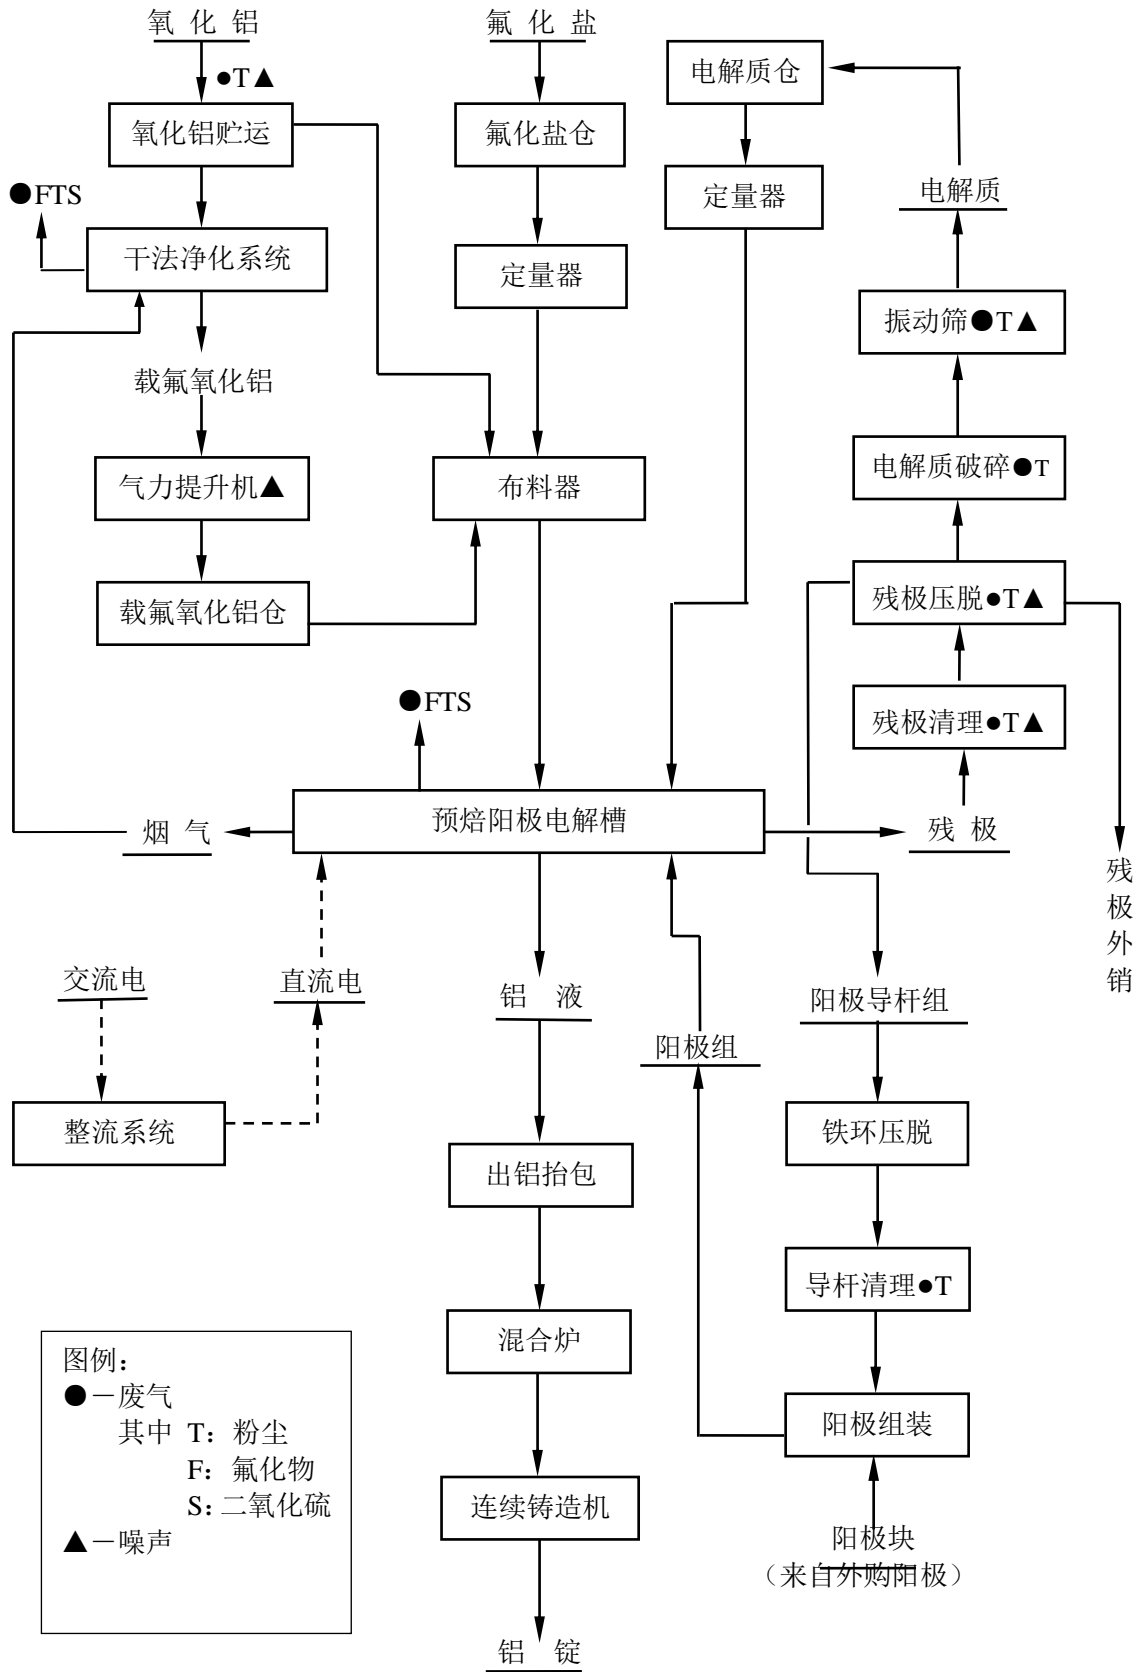 氧 化 铝
氟 化 盐
电解质仓
●T▲
氧化铝贮运
氟化盐仓
定量器
电解质
●FTS
干法净化系统
定量器
振动筛●T▲
载氟氧化铝
气力提升机▲
布料器
电解质破碎●T
载氟氧化铝仓
残极压脱●T▲
●FTS
残极清理●T▲
预焙阳极电解槽
烟 气
残 极
残极外销
交流电
直流电
铝 液
阳极导杆组
阳极组
整流系统
铁环压脱
出铝抬包
导杆清理●T
混合炉
阳极组装
连续铸造机
阳极块
（来自外购阳极）
铝 锭
图例：
●－废气
其中 T：粉尘
F：氟化物
S：二氧化硫
▲－噪声